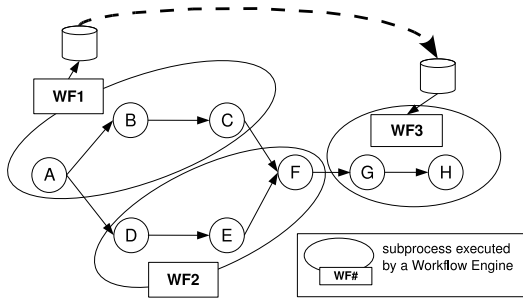 WF1
WF3
B
C
A
F
G
H
D
E
WF2
subprocess executed
by a Workflow Engine
WF#